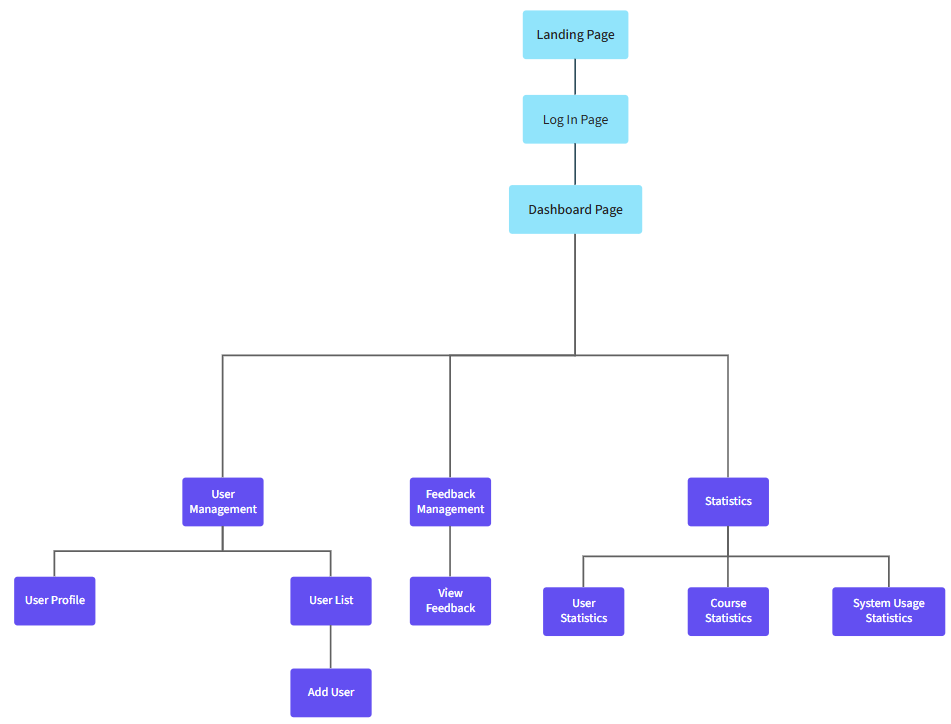 Landing Page
Log In Page
Dashboard Page
User
Management
Feedback
Management
Statistics
User Profile
User List
View
Feedback
User
Statistics
Course
Statistics
System Usage
Statistics
Add User